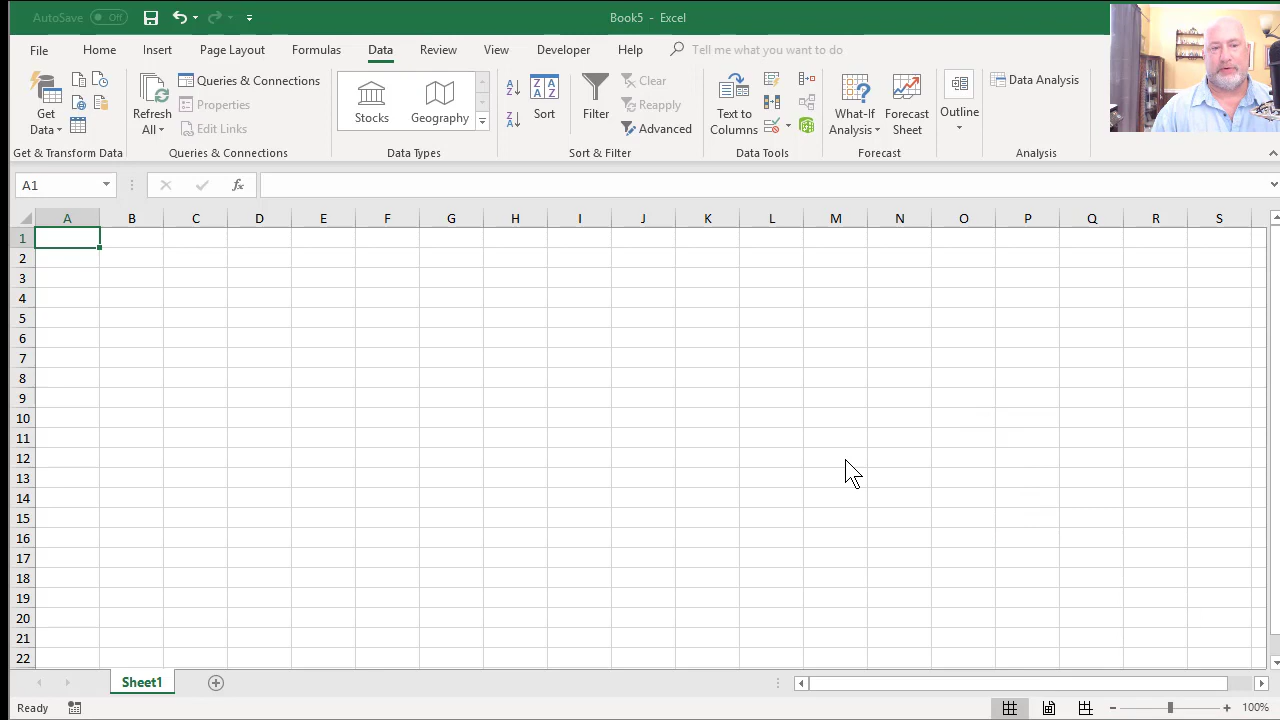 AutoSave Off
Book5 - Excel
File Home Insert Page Layout Formulas Data Review View Developer Help Tell me what you want to do
Get Data
Refresh All
Queries & Connections
Properties
Edit Links
Stocks
Geography
Sort
Filter
Clear
Reapply
Advanced
Text to Columns
What-If Analysis
Forecast Sheet
Outline
Data Analysis
Get & Transform Data Queries & Connections Data Types Sort & Filter Data Tools Forecast Analysis
A1 fx
A B C D E F G H I J K L M N O P Q R S
1
2
3
4
5
6
7
8
9
10
11
12
13
14
15
16
17
18
19
20
21
22
Sheet1
Ready 100%